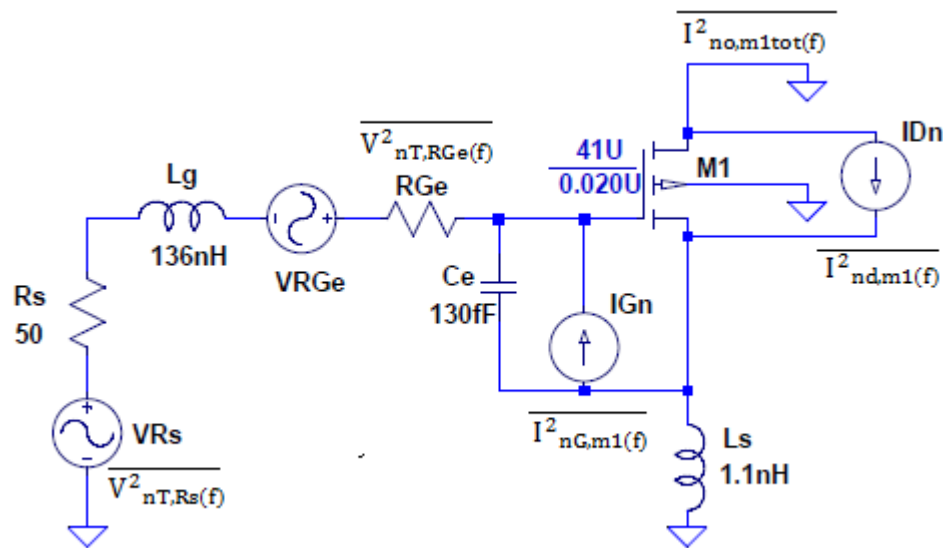 I²no,m1tot(f)
V²nT,RGe(f)
RGe
41U
0.020U
M1
IDn
Lg
136nH
VRGe
I²nd,m1(f)
Ce
130fF
IGn
Rs
50
I²nG,m1(f)
Ls
1.1nH
VRs
V²nT,Rs(f)